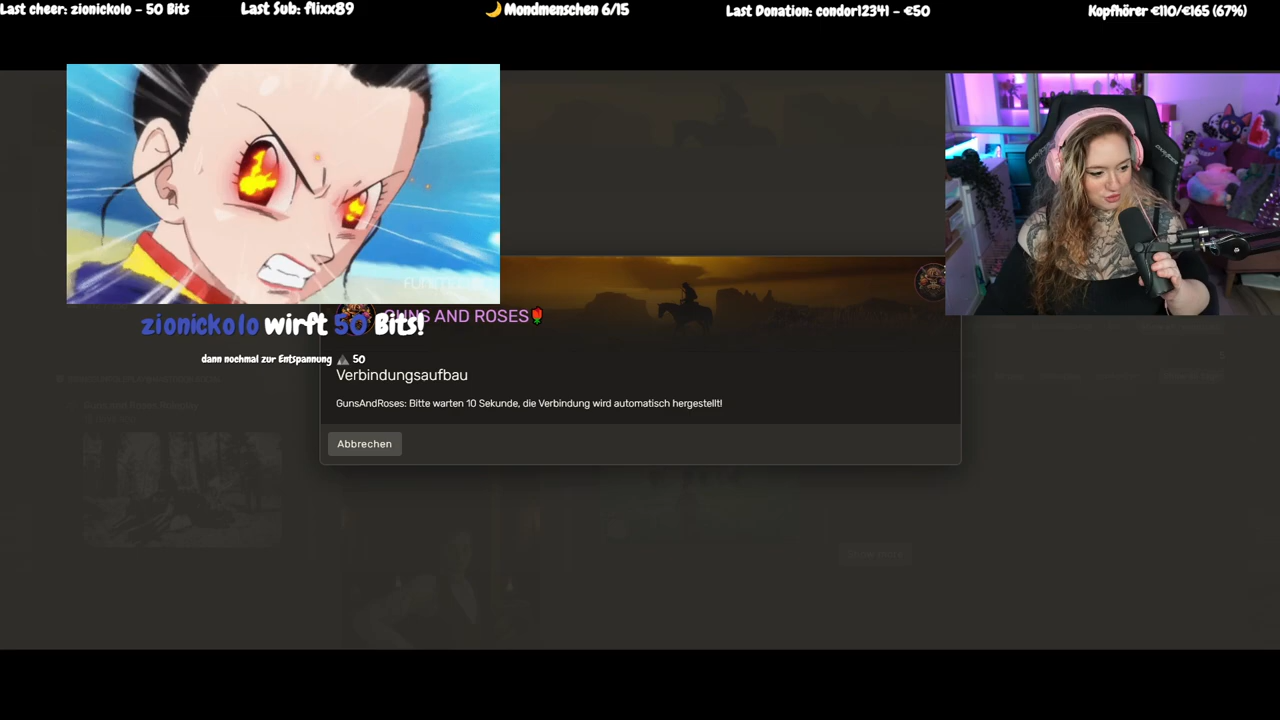 Last cheer: zionickolo - 50 Bits
Last Sub: flixx89
🌙 Mondmenschen 6/15
Last Donation: condor12341 - €50
Kopfhörer €110/€165 (67%)
GUNS AND ROSES🌹
zionickolo wirft 50 Bits!
dann nochmal zur Entspannung 50
Verbindungsaufbau
GunsAndRoses: Bitte warten 10 Sekunde, die Verbindung wird automatisch hergestellt!
Abbrechen